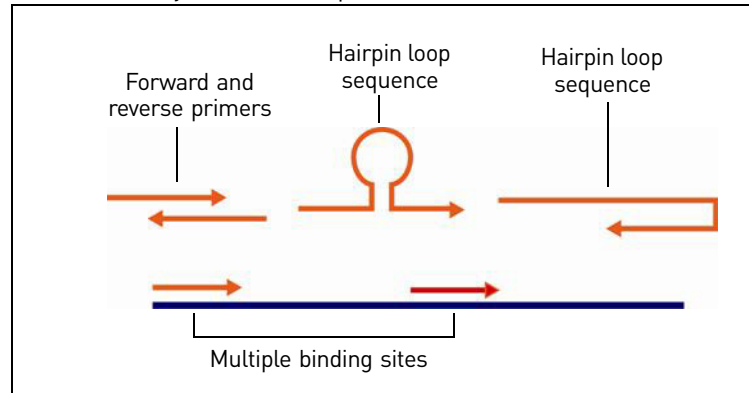 Forward and
reverse primers
Hairpin loop
sequence
Hairpin loop
sequence
Multiple binding sites